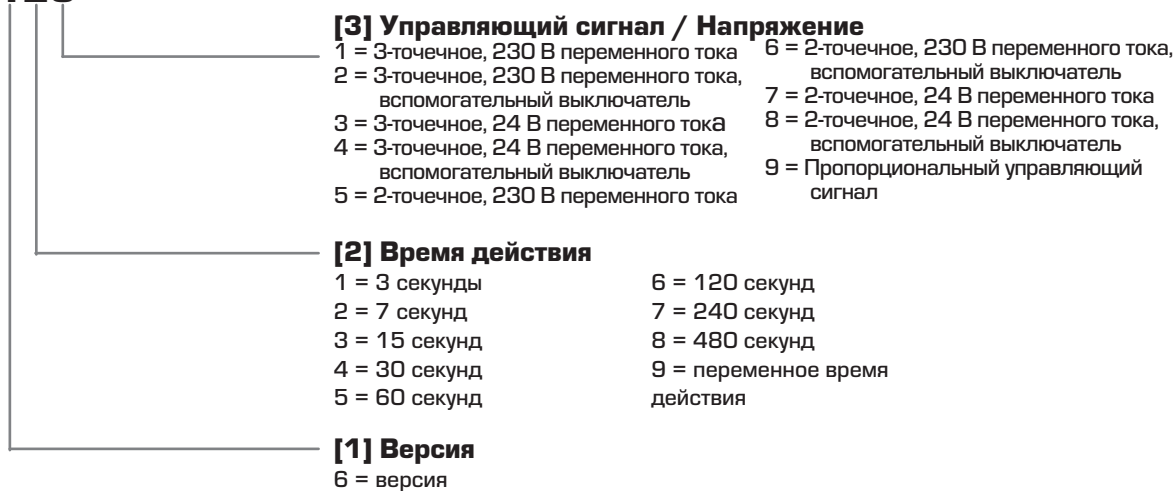 [3] Управляющий сигнал / Напряжение
1 = 3-точечное, 230 В переменного тока
2 = 3-точечное, 230 В переменного тока,
вспомогательный выключатель
3 = 3-точечное, 24 В переменного тока
4 = 3-точечное, 24 В переменного тока,
вспомогательный выключатель
5 = 2-точечное, 230 В переменного тока
6 = 2-точечное, 230 В переменного тока,
вспомогательный выключатель
7 = 2-точечное, 24 В переменного тока
8 = 2-точечное, 24 В переменного тока,
вспомогательный выключатель
9 = Пропорциональный управляющий
сигнал
[2] Время действия
1 = 3 секунды
2 = 7 секунд
3 = 15 секунд
4 = 30 секунд
5 = 60 секунд
6 = 120 секунд
7 = 240 секунд
8 = 480 секунд
9 = переменное время
действия
[1] Версия
6 = версия